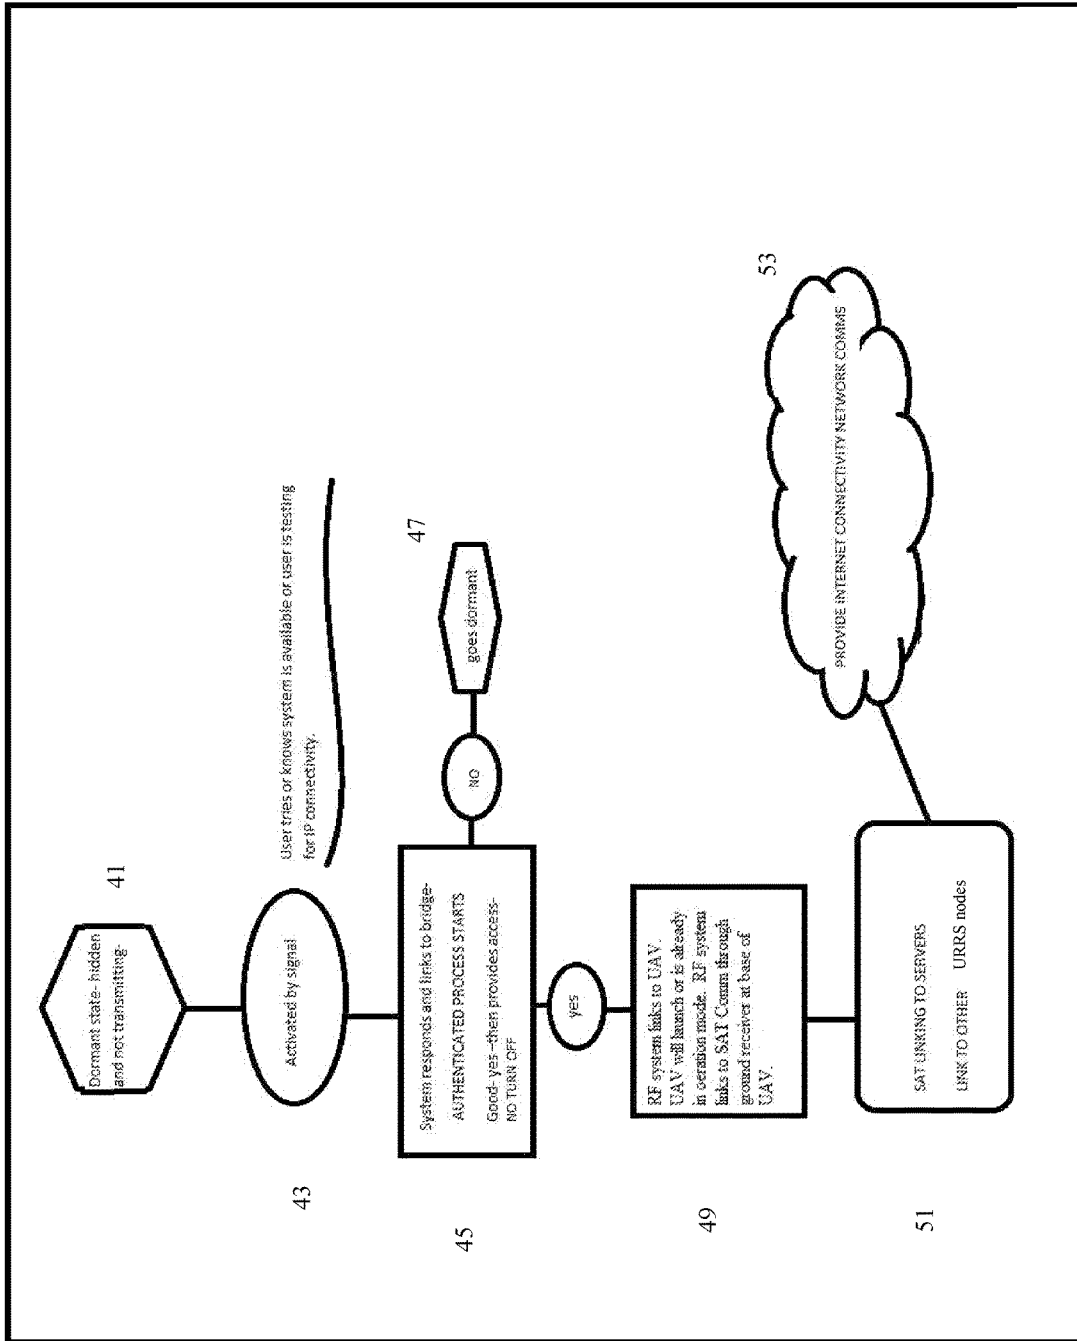 41
Dormant state- hidden
and not transmitting-
43
Activated by signal
User tries or knows system is available or user is testing
for IP connectivity.
45
System responds and links to bridge-
AUTHENTICATED PROCESS STARTS
Good- yes –then provides access-
NO TURN OFF
NO
goes dormant
47
yes
49
RF system links to UAV.
UAV will launch or is already
in oeration mode. RF system
links to SAT Comm through
ground receiver at base of
UAV.
51
SAT LINKING TO SERVERS
LINK TO OTHER URRS nodes
53
PROVIDE INTERNET CONNECTIVITY NETWORK COMMS